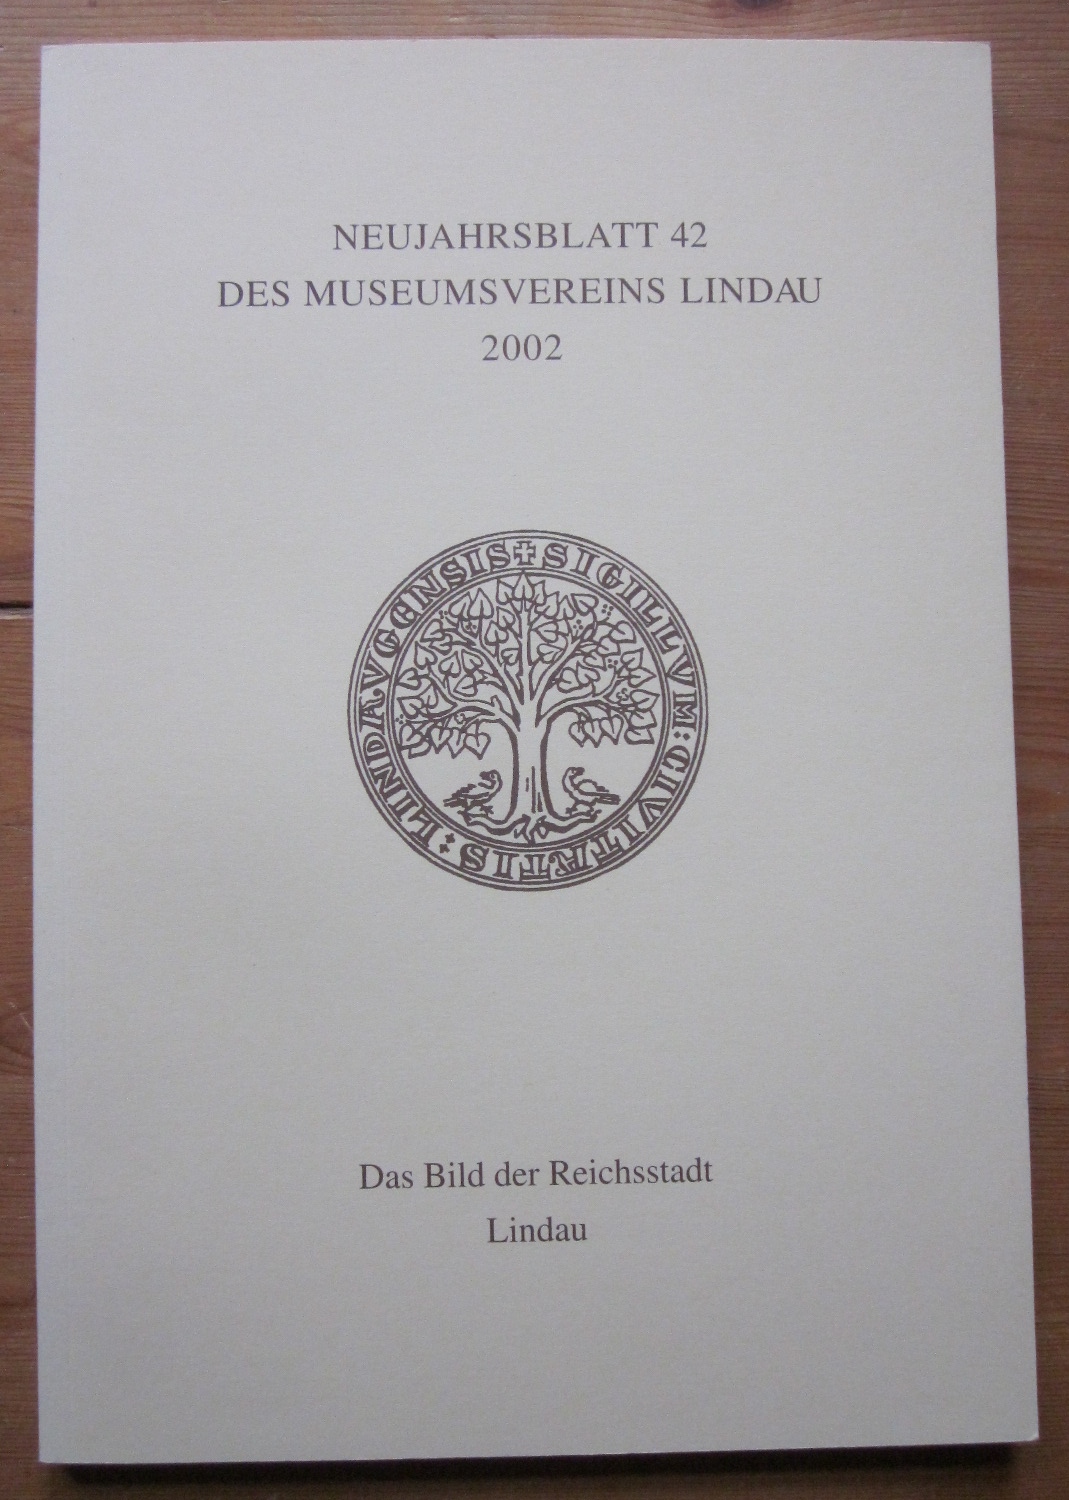 NEUJAHRSBLATT 42
DES MUSEUMSVEREINS LINDAU
2002
✝SIGILLVM:CIVITATIS:LINDAVGENSIS
Das Bild der Reichsstadt
Lindau